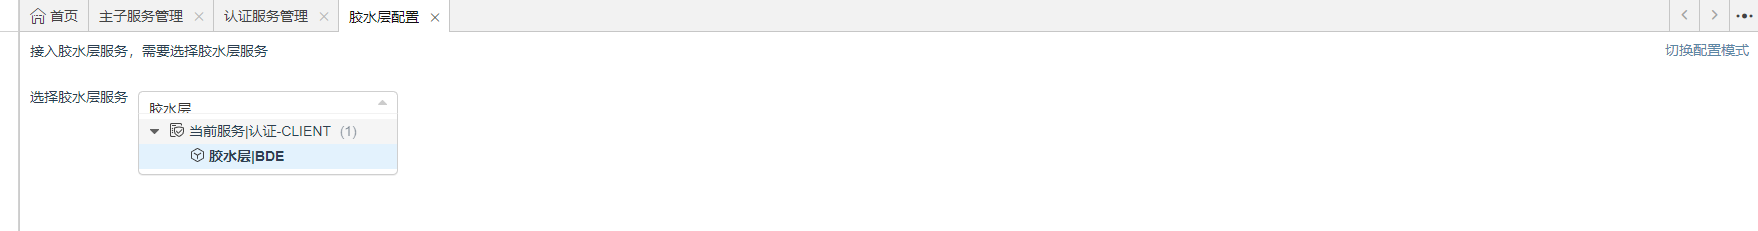 首页 主子服务管理 认证服务管理 胶水层配置
接入胶水层服务，需要选择胶水层服务 切换配置模式
选择胶水层服务 胶水层
当前服务|认证-CLIENT (1)
胶水层|BDE